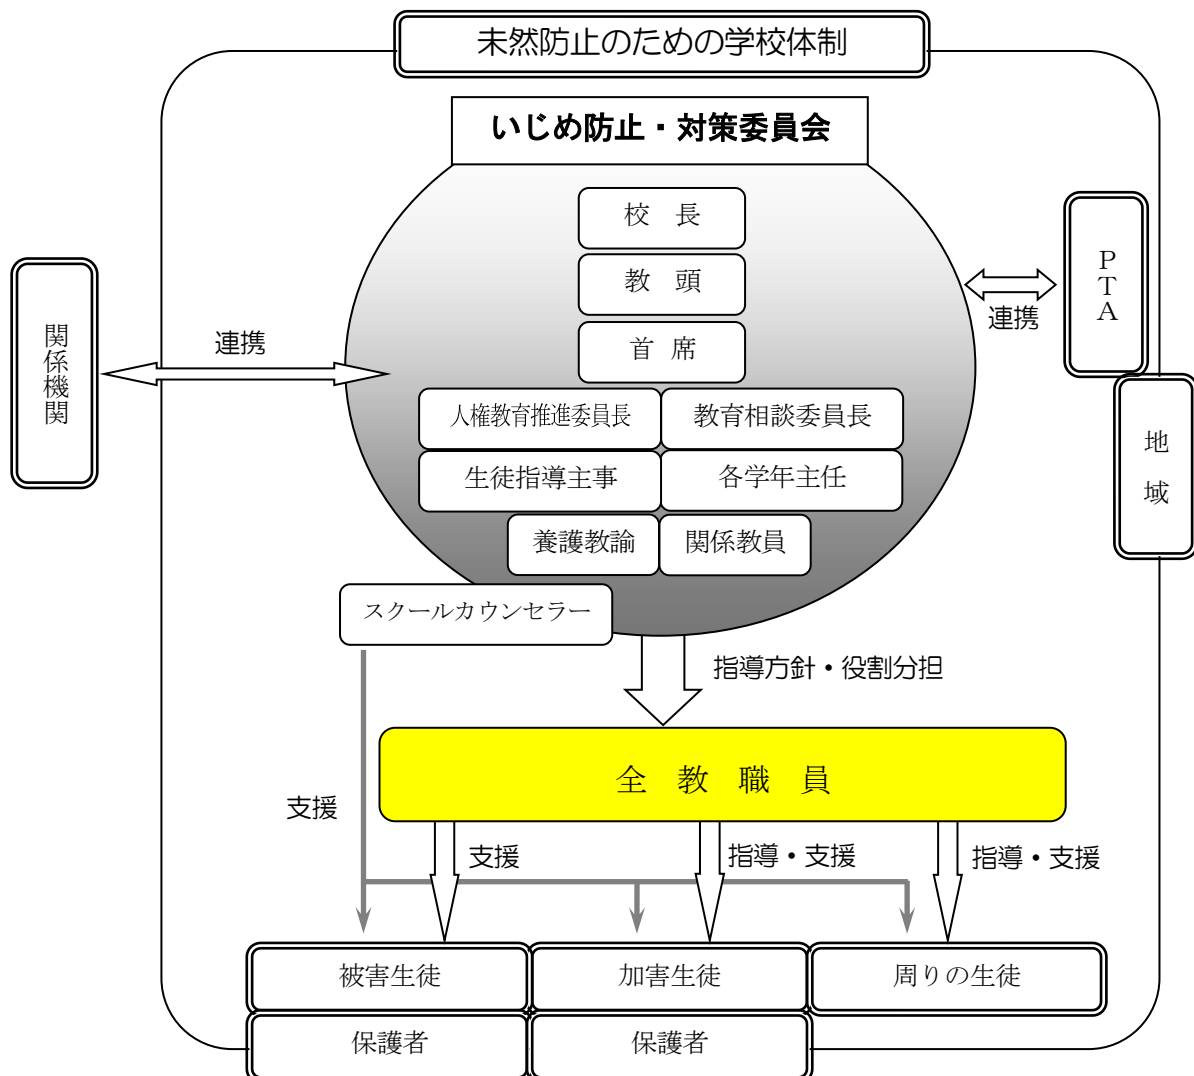 未然防止のための学校体制
いじめ防止・対策委員会
校　長
教　頭
首 席
人権教育推進委員長
教育相談委員長
生徒指導主事
各学年主任
養護教諭
関係教員
スクールカウンセラー
関係機関
連携
連携
PTA
地域
指導方針・役割分担
全　教　職　員
支援
支援
指導・支援
指導・支援
被害生徒
加害生徒
周りの生徒
保護者
保護者